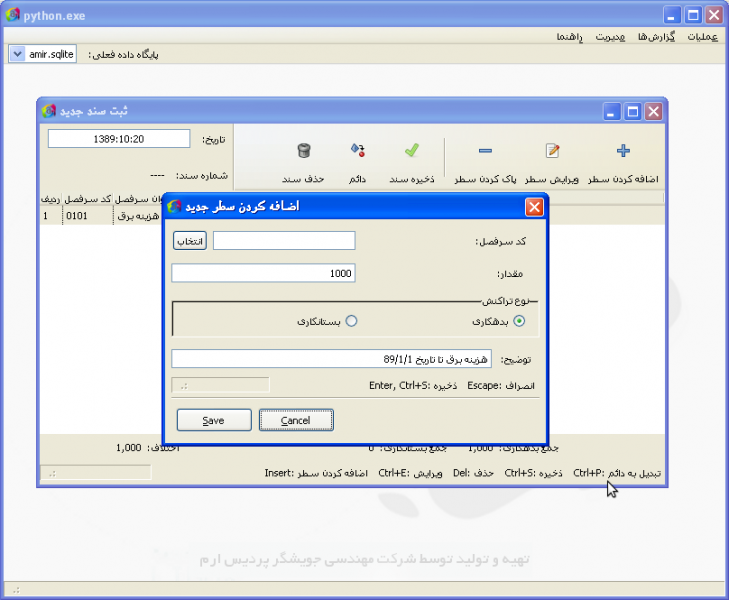 python.exe
عملیات گزارش‌ها مدیریت راهنما
پایگاه داده فعلی: amir.sqlite
ثبت سند جدید
تاریخ: 1389:10:20
شماره سند: ----
اضافه کردن سطر ویرایش سطر پاک کردن سطر ذخیره سند دائم حذف سند
ردیف کد سرفصل وان سرفصل
1 0101 هزینه برق
اضافه کردن سطر جدید
کد سرفصل: انتخاب
مقدار: 1000
نوع تراکنش
بدهکاری بستانکاری
توضیح: هزینه برق تا تاریخ 89/1/1
Enter, Ctrl+S: ذخیره Escape: انصراف
Save Cancel
جمع بدهکاری: 1,000 جمع بستانکاری: 0 اختلاف: 1,000
Insert: اضافه کردن سطر Ctrl+E: ویرایش Del: حذف Ctrl+S: ذخیره Ctrl+P: تبدیل به دائم
تهیه و تولید توسط شرکت مهندسی جویشگر پردیس ارم